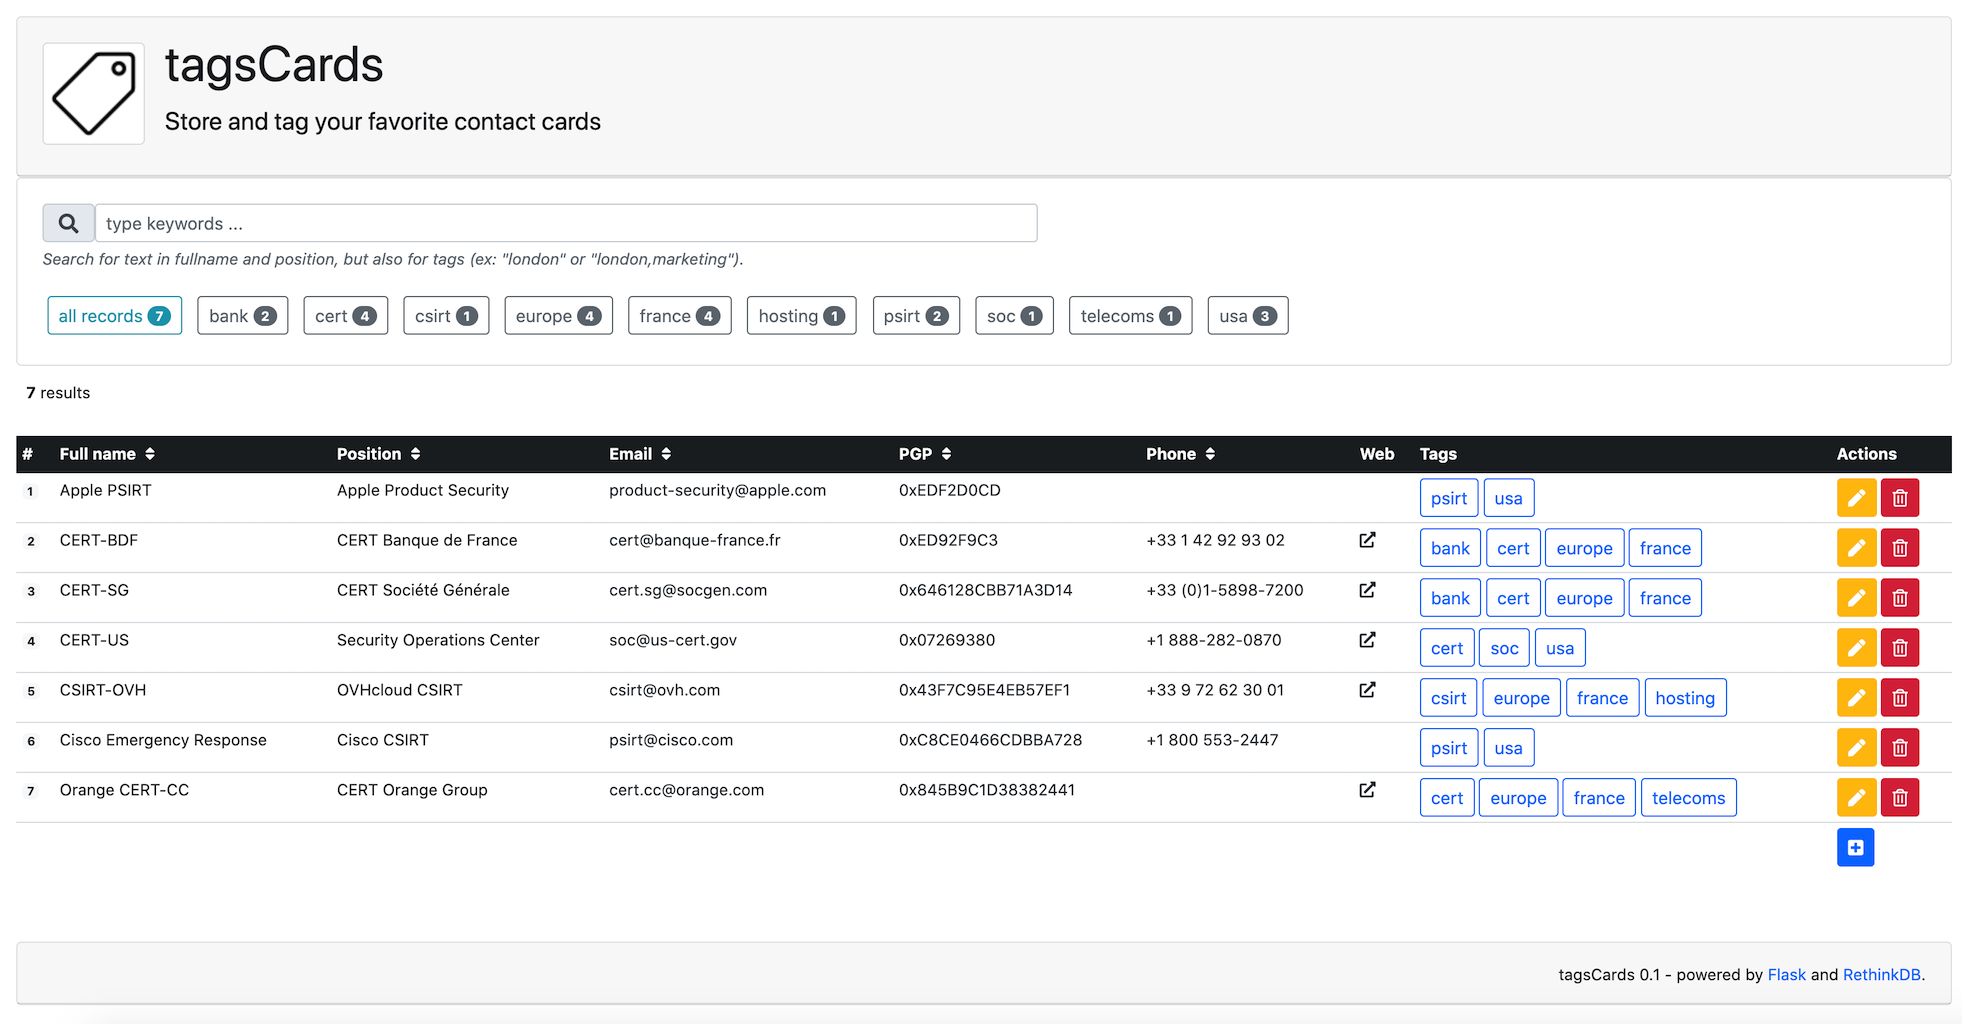 tagsCards
Store and tag your favorite contact cards
type keywords ...
Search for text in fullname and position, but also for tags (ex: "london" or "london,marketing").
all records 7 bank 2 cert 4 csirt 1 europe 4 france 4 hosting 1 psirt 2 soc 1 telecoms 1 usa 3
7 results
# Full name Position Email PGP Phone Web Tags Actions
1 Apple PSIRT Apple Product Security product-security@apple.com 0xEDF2D0CD psirt usa
2 CERT-BDF CERT Banque de France cert@banque-france.fr 0xED92F9C3 +33 1 42 92 93 02 bank cert europe france
3 CERT-SG CERT Société Générale cert.sg@socgen.com 0x646128CBB71A3D14 +33 (0)1-5898-7200 bank cert europe france
4 CERT-US Security Operations Center soc@us-cert.gov 0x07269380 +1 888-282-0870 cert soc usa
5 CSIRT-OVH OVHcloud CSIRT csirt@ovh.com 0x43F7C95E4EB57EF1 +33 9 72 62 30 01 csirt europe france hosting
6 Cisco Emergency Response Cisco CSIRT psirt@cisco.com 0xC8CE0466CDBBA728 +1 800 553-2447 psirt usa
7 Orange CERT-CC CERT Orange Group cert.cc@orange.com 0x845B9C1D38382441 cert europe france telecoms
tagsCards 0.1 - powered by Flask and RethinkDB.